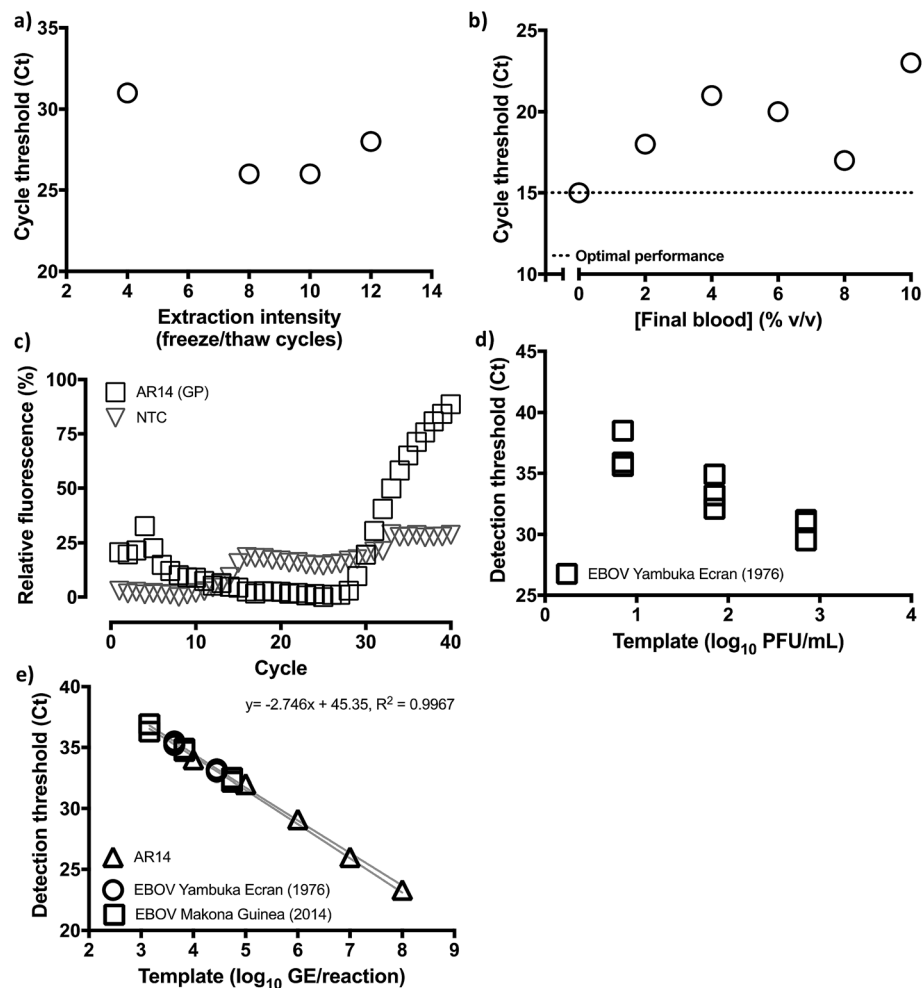 a)
35
30
25
20
Cycle threshold (Ct)
2 4 6 8 10 12 14
Extraction intensity
(freeze/thaw cycles)
b)
25
20
15
10
Cycle threshold (Ct)
Optimal performance
0 2 4 6 8 10
[Final blood] (% v/v)
c)
100
75
50
25
0
Relative fluorescence (%)
AR14 (GP)
NTC
0 10 20 30 40
Cycle
d)
45
40
35
30
25
Detection threshold (Ct)
EBOV Yambuka Ecran (1976)
0 1 2 3 4
Template (log10 PFU/mL)
e)
40
35
30
25
20
Detection threshold (Ct)
y= -2.746x + 45.35, R2 = 0.9967
AR14
EBOV Yambuka Ecran (1976)
EBOV Makona Guinea (2014)
2 3 4 5 6 7 8 9
Template (log10 GE/reaction)